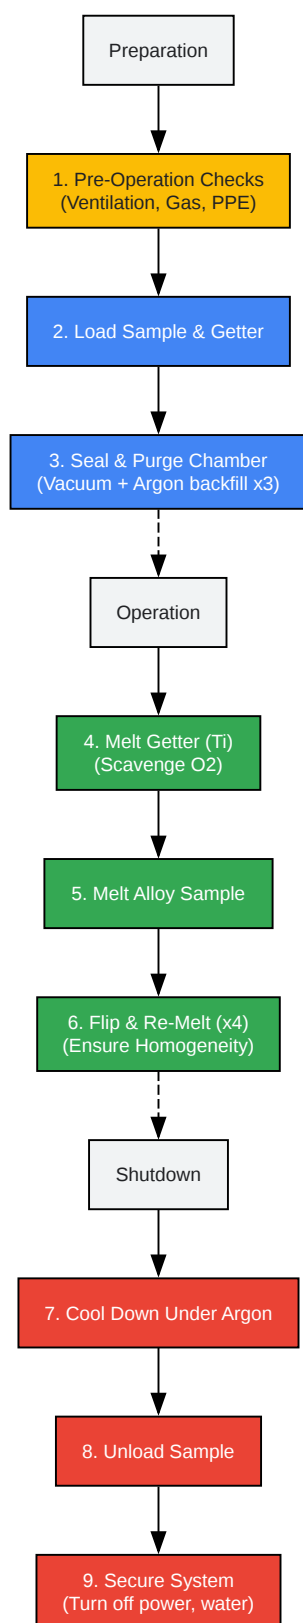 Preparation
1. Pre-Operation Checks
(Ventilation, Gas, PPE)
2. Load Sample & Getter
3. Seal & Purge Chamber
(Vacuum + Argon backfill x3)
Operation
4. Melt Getter (Ti)
(Scavenge O2)
5. Melt Alloy Sample
6. Flip & Re-Melt (x4)
(Ensure Homogeneity)
Shutdown
7. Cool Down Under Argon
8. Unload Sample
9. Secure System
(Turn off power, water)